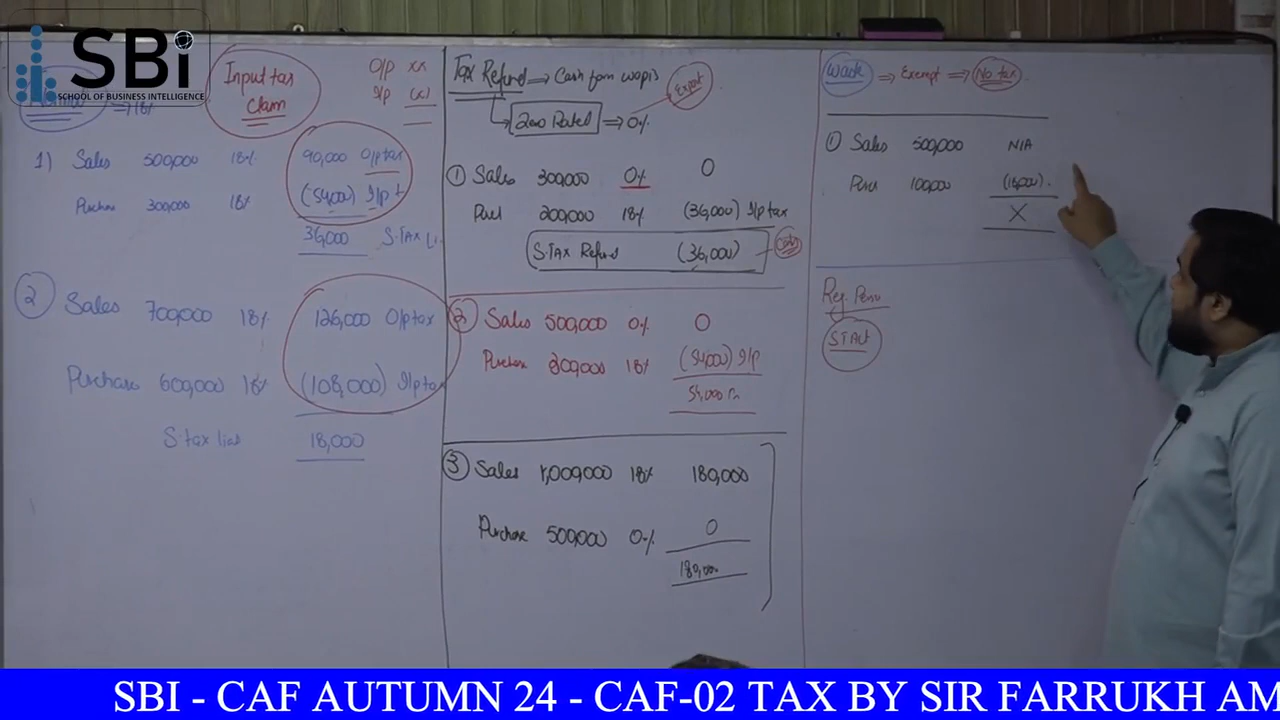 SBi
SCHOOL OF BUSINESS INTELLIGENCE
Input tax
Claim
O/p xx
I/p (x)
⇒ 18%
1) Sales 500,000 18% 90,000 O/p tax
Purchase 300,000 18% (54,000) I/p t
36,000 S.TAX Li.
2 Sales 700,000 18% 126,000 O/p tax
Purchase 600,000 18% (108,000) I/p tax
S tax liab 18,000
Tax Refund → Cash form wapis
Export
Zero Rated ⇒ 0%
1 Sales 300,000 0% 0
Purc 200,000 18% (36,000) I/p tax
S.TAX Refund (36,000)
2 Sales 500,000 0% 0
Purchase 300,000 18% (54,000) I/p
54,000
3 Sales 1,000,000 18% 180,000
Purchase 500,000 0% 0
180,000
⇒ Exempt ⇒ No tax
1 Sales 500,000 N/A
Purc 100,000 (18,000).
X
Reg. Person
S.T Act
SBI - CAF AUTUMN 24 - CAF-02 TAX BY SIR FARRUKH AM